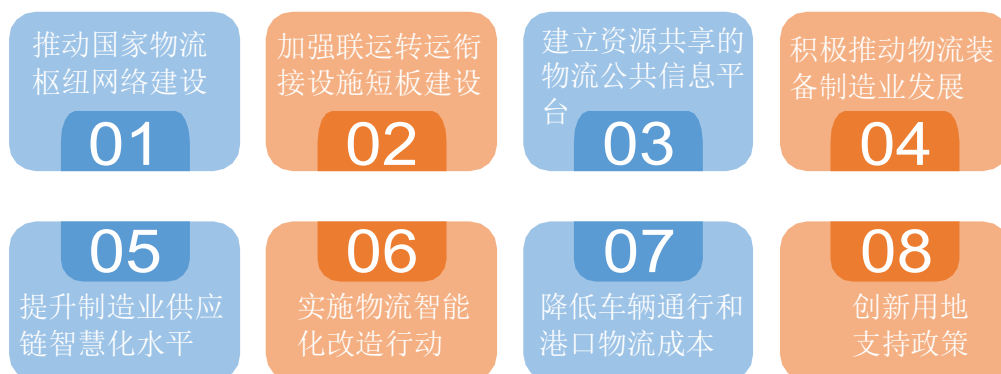 推动国家物流
枢纽网络建设
01
加强联运转运衔
接设施短板建设
02
建立资源共享的
物流公共信息平
台
03
积极推动物流装
备制造业发展
04
05
提升制造业供应
链智慧化水平
06
实施物流智能
化改造行动
07
降低车辆通行和
港口物流成本
08
创新用地
支持政策